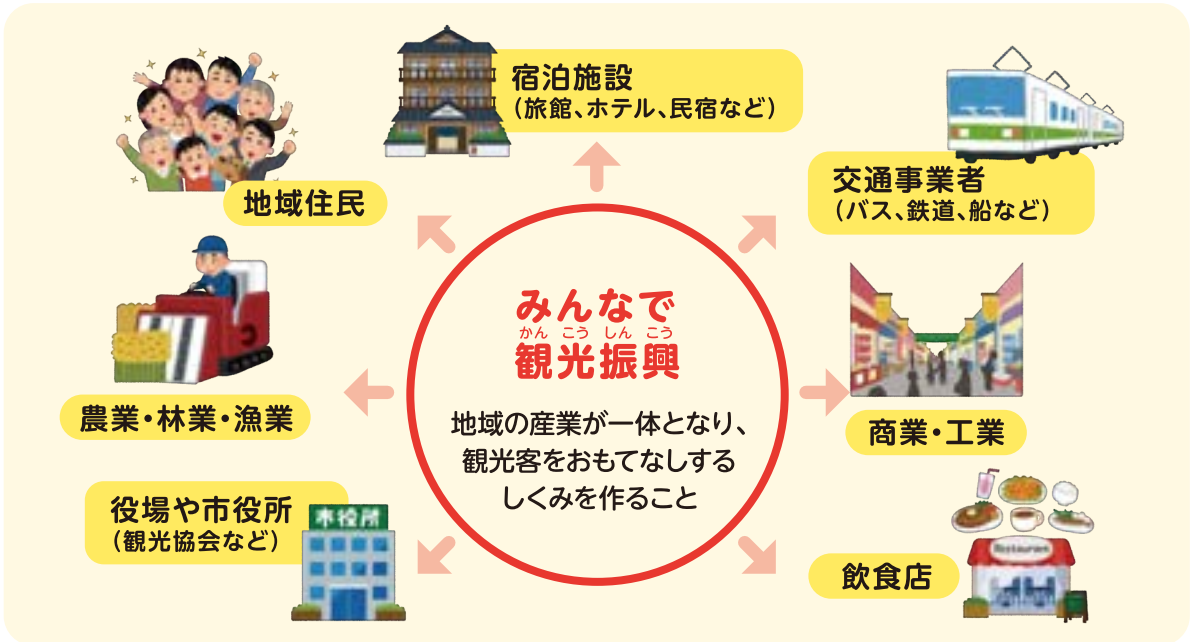 宿泊施設
（旅館、ホテル、民宿など）
地域住民
交通事業者
（バス、鉄道、船など）
みんなで
かん こう しん こう
観光振興
地域の産業が一体となり、
観光客をおもてなしする
しくみを作ること
農業・林業・漁業
商業・工業
役場や市役所
（観光協会など）
市役所
飲食店
Restaurant